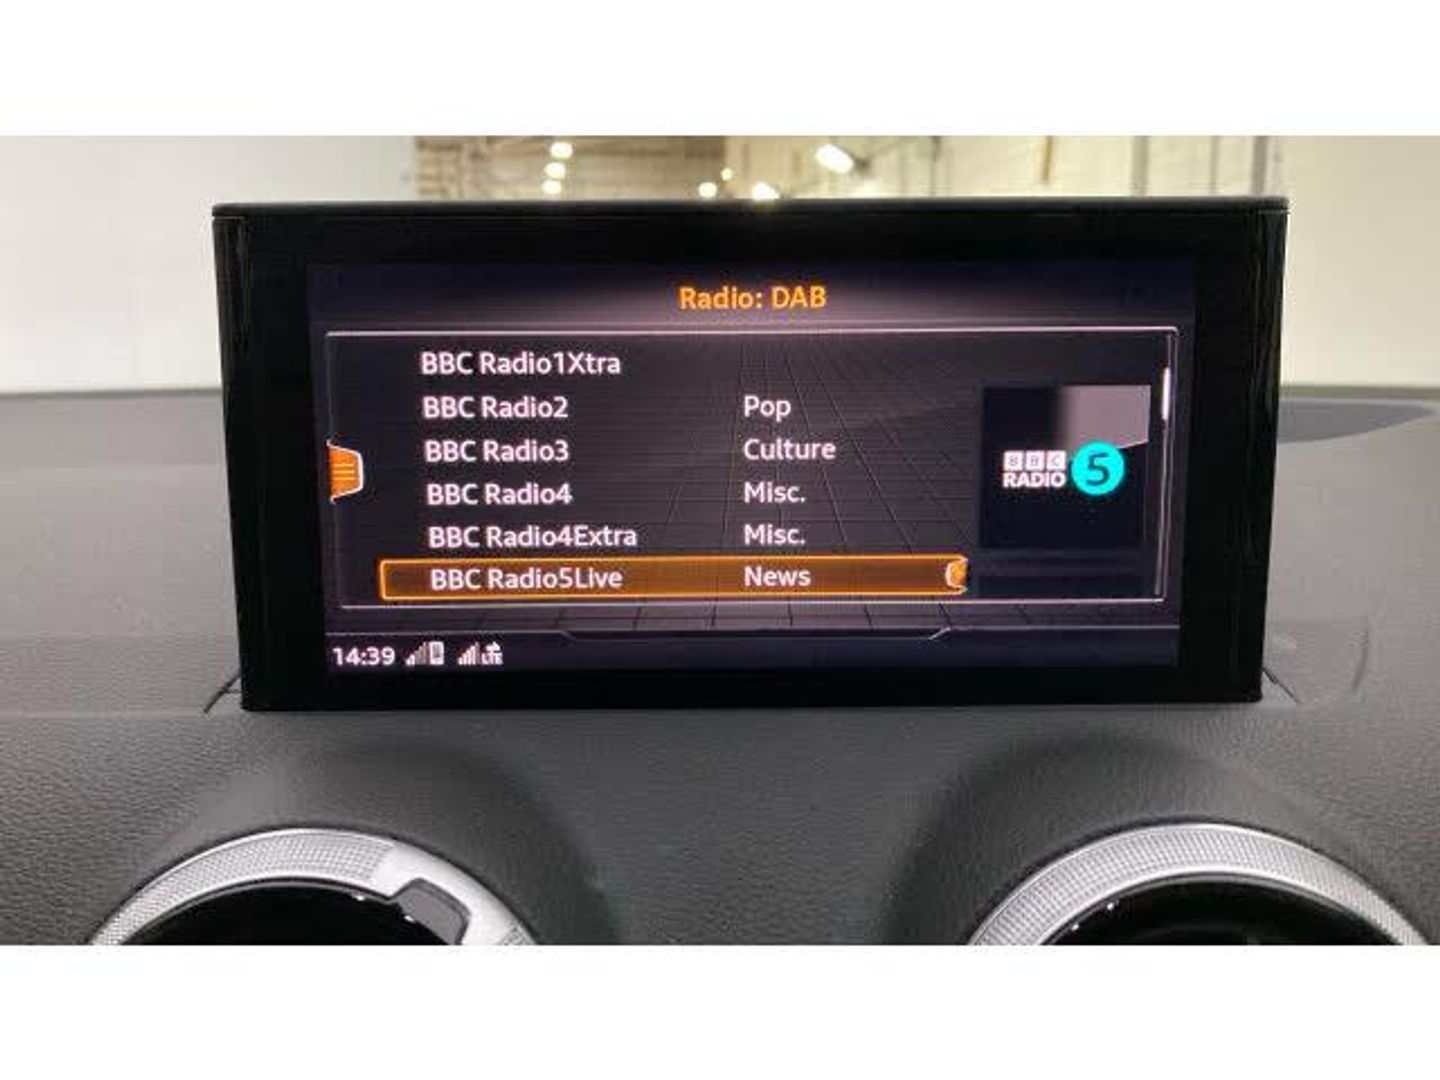 Radio: DAB
BBC Radio1Xtra
BBC Radio2 Pop
BBC Radio3 Culture
BBC Radio4 Misc.
BBC Radio4Extra Misc.
BBC Radio5Live News
BBC
RADIO 5
14:39 LTE